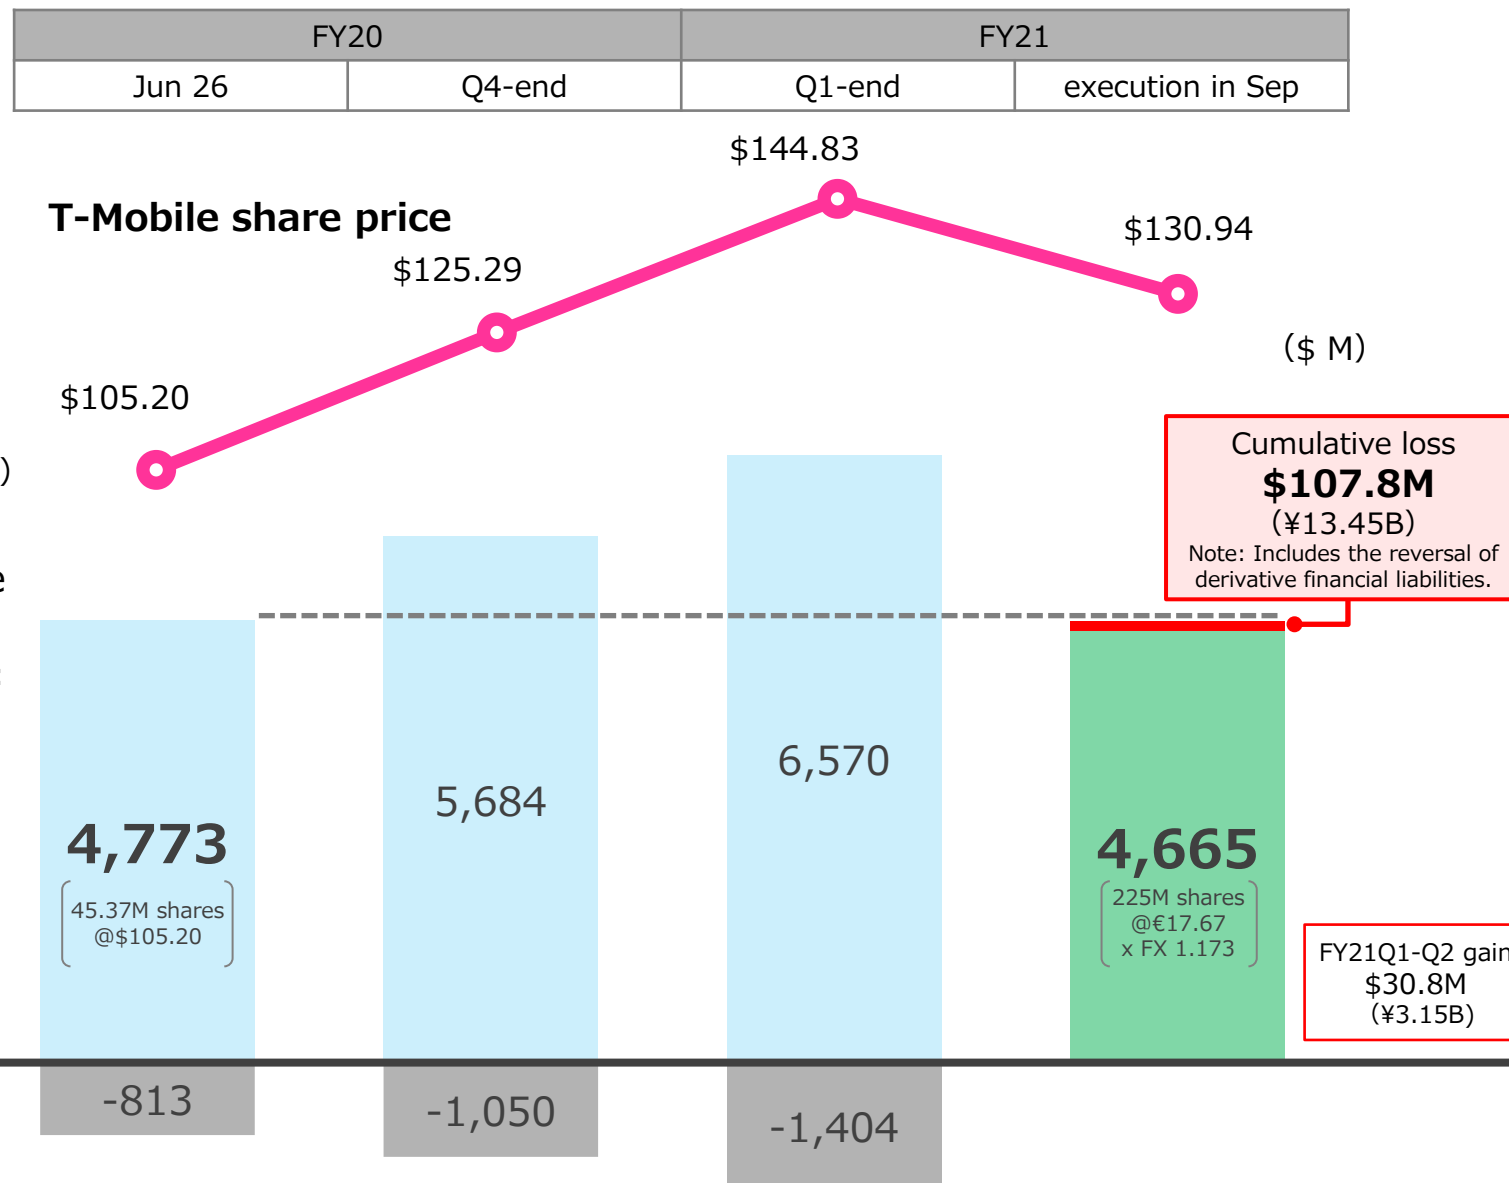 FY20
FY21
Jun 26
Q4-end
Q1-end
execution in Sep
$144.83
T-Mobile share price
$130.94
$125.29
($ M)
$105.20
)
Cumulative loss
$107.8M
(¥13.45B)
Note: Includes the reversal of
derivative financial liabilities.
e
6,570
5,684
4,773
4,665
45.37M shares
@$105.20
225M shares
@€17.67
x FX 1.173
FY21Q1-Q2 gain
$30.8M
(¥3.15B)
-813
-1,050
-1,404